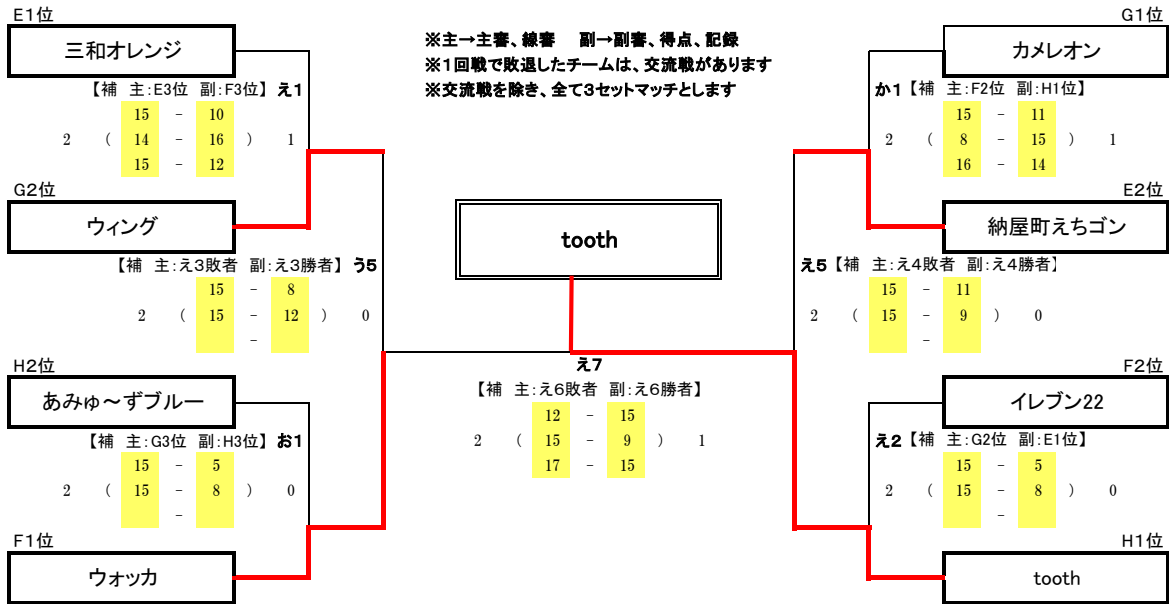 E1位
三和オレンジ
【補 主:E3位 副:F3位】 え1
15 - 10
2 ( 14 - 16 ) 1
15 - 12
G2位
ウィング
【補 主:え3敗者 副:え3勝者】 う5
15 - 8
2 ( 15 - 12 ) 0
-
H2位
あみゅ～ずブルー
【補 主:G3位 副:H3位】 お1
15 - 5
2 ( 15 - 8 ) 0
-
F1位
ウォッカ
※主→主審、線審 副→副審、得点、記録
※1回戦で敗退したチームは、交流戦があります
※交流戦を除き、全て3セットマッチとします
tooth
え7
【補 主:え6敗者 副:え6勝者】
12 - 15
2 ( 15 - 9 ) 1
17 - 15
G1位
カメレオン
か1 【補 主:F2位 副:H1位】
15 - 11
2 ( 8 - 15 ) 1
16 - 14
E2位
納屋町えちゴン
え5 【補 主:え4敗者 副:え4勝者】
15 - 11
2 ( 15 - 9 ) 0
-
F2位
イレブン22
え2 【補 主:G2位 副:E1位】
15 - 5
2 ( 15 - 8 ) 0
-
H1位
tooth